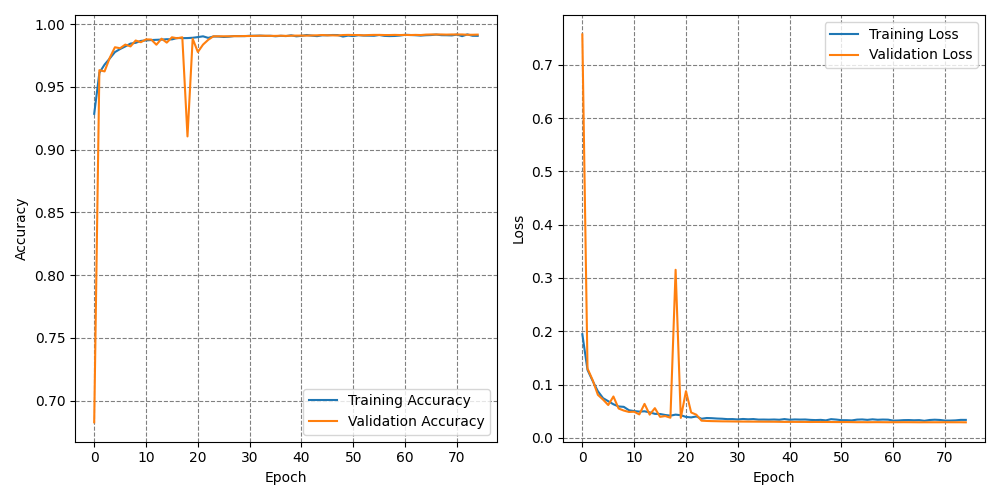 1.00
0.95
0.90
0.85
0.80
0.75
0.70
Accuracy
0 10 20 30 40 50 60 70
Epoch
Training Accuracy
Validation Accuracy
0.7
0.6
0.5
0.4
0.3
0.2
0.1
0.0
Loss
0 10 20 30 40 50 60 70
Epoch
Training Loss
Validation Loss